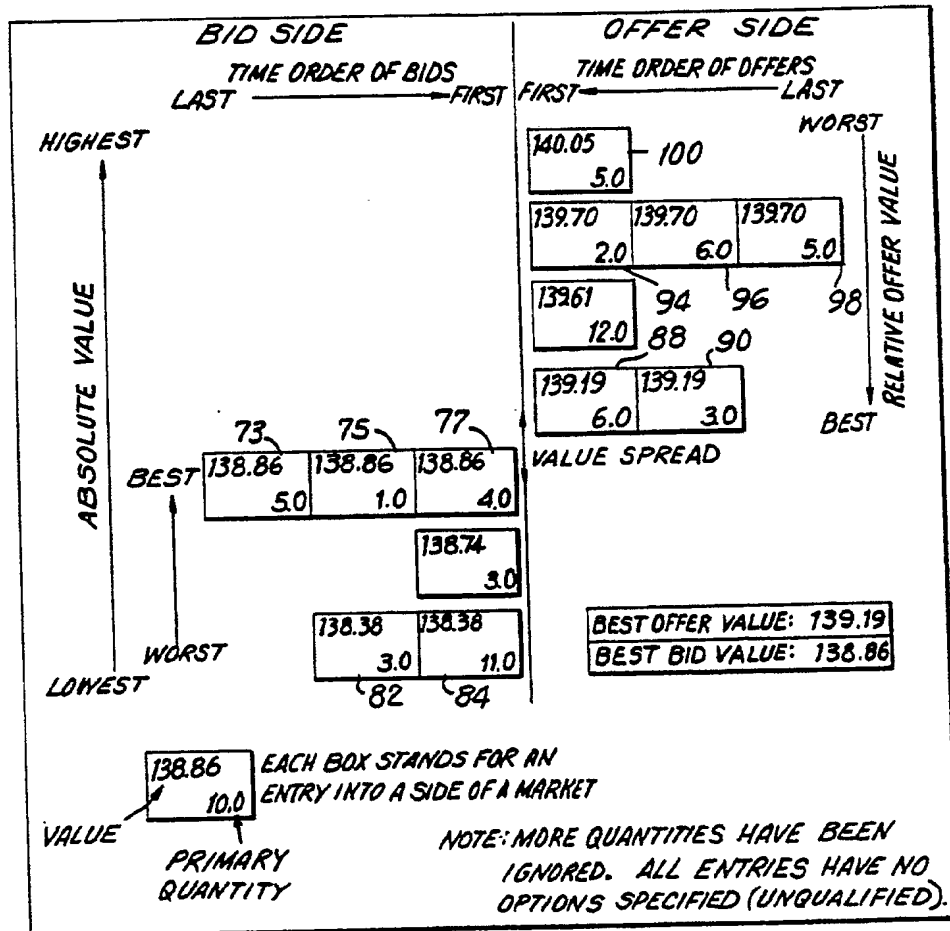 BID SIDE
OFFER SIDE
TIME ORDER OF BIDS
TIME ORDER OF OFFERS
LAST
FIRST
FIRST
LAST
HIGHEST
WORST
140.05
5.0
100
139.70
139.70
139.70
2.0
6.0
5.0
94
96
98
RELATIVE OFFER VALUE
ABSOLUTE VALUE
139.61
12.0
88
90
139.19
139.19
6.0
3.0
BEST
73
75
77
VALUE SPREAD
BEST
138.86
138.86
138.86
5.0
1.0
4.0
138.74
3.0
138.38
138.38
3.0
11.0
82
84
WORST
LOWEST
BEST OFFER VALUE: 139.19
BEST BID VALUE: 138.86
138.86
10.0
EACH BOX STANDS FOR AN
ENTRY INTO A SIDE OF A MARKET
VALUE
PRIMARY
QUANTITY
NOTE: MORE QUANTITIES HAVE BEEN
IGNORED. ALL ENTRIES HAVE NO
OPTIONS SPECIFIED (UNQUALIFIED).